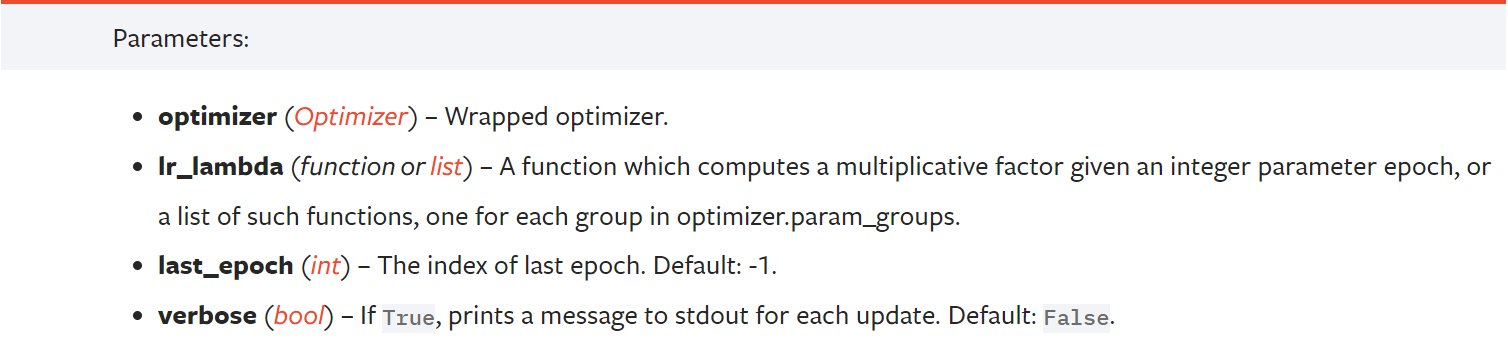 Parameters:
• optimizer (Optimizer) – Wrapped optimizer.
• lr_lambda (function or list) – A function which computes a multiplicative factor given an integer parameter epoch, or
a list of such functions, one for each group in optimizer.param_groups.
• last_epoch (int) – The index of last epoch. Default: -1.
• verbose (bool) – If True, prints a message to stdout for each update. Default: False.